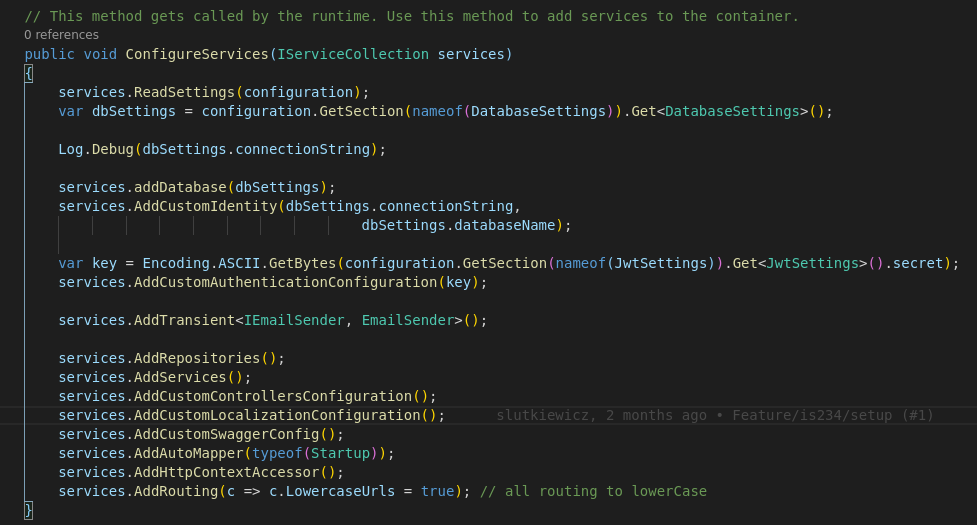 // This method gets called by the runtime. Use this method to add services to the container.
0 references
public void ConfigureServices(IServiceCollection services)
{
services.ReadSettings(configuration);
var dbSettings = configuration.GetSection(nameof(DatabaseSettings)).Get<DatabaseSettings>();
Log.Debug(dbSettings.connectionString);
services.addDatabase(dbSettings);
services.AddCustomIdentity(dbSettings.connectionString,
dbSettings.databaseName);
var key = Encoding.ASCII.GetBytes(configuration.GetSection(nameof(JwtSettings)).Get<JwtSettings>().secret);
services.AddCustomAuthenticationConfiguration(key);
services.AddTransient<IEmailSender, EmailSender>();
services.AddRepositories();
services.AddServices();
services.AddCustomControllersConfiguration();
services.AddCustomLocalizationConfiguration(); slutkiewicz, 2 months ago • Feature/is234/setup (#1)
services.AddCustomSwaggerConfig();
services.AddAutoMapper(typeof(Startup));
services.AddHttpContextAccessor();
services.AddRouting(c => c.LowercaseUrls = true); // all routing to lowerCase
}